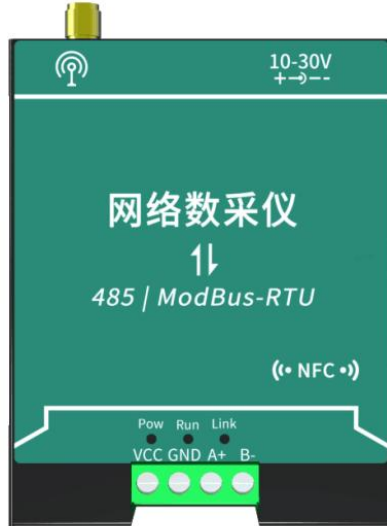 10-30V
网络数采仪
485 | ModBus-RTU
NFC
Pow Run Link
VCC GND A+ B-